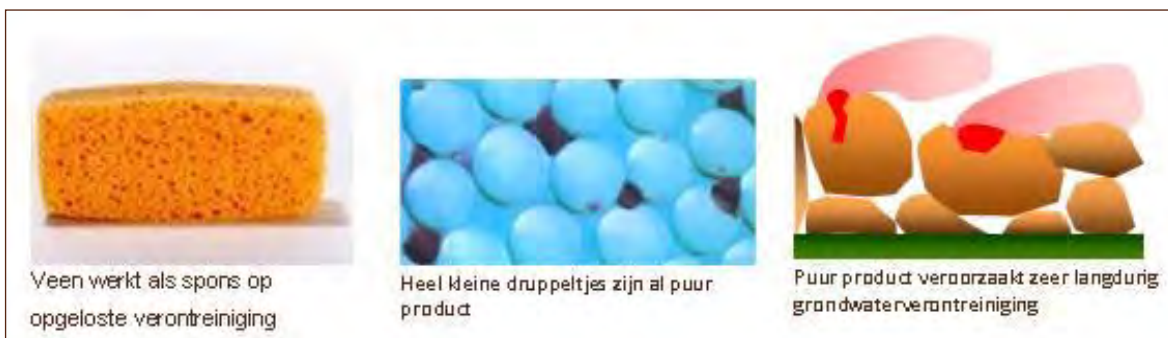 Veen werkt als spons op
opgeloste verontreiniging
Heel kleine druppeltjes zijn al puur
product
Puur product veroorzaakt zeer langdurig
grondwaterverontreiniging